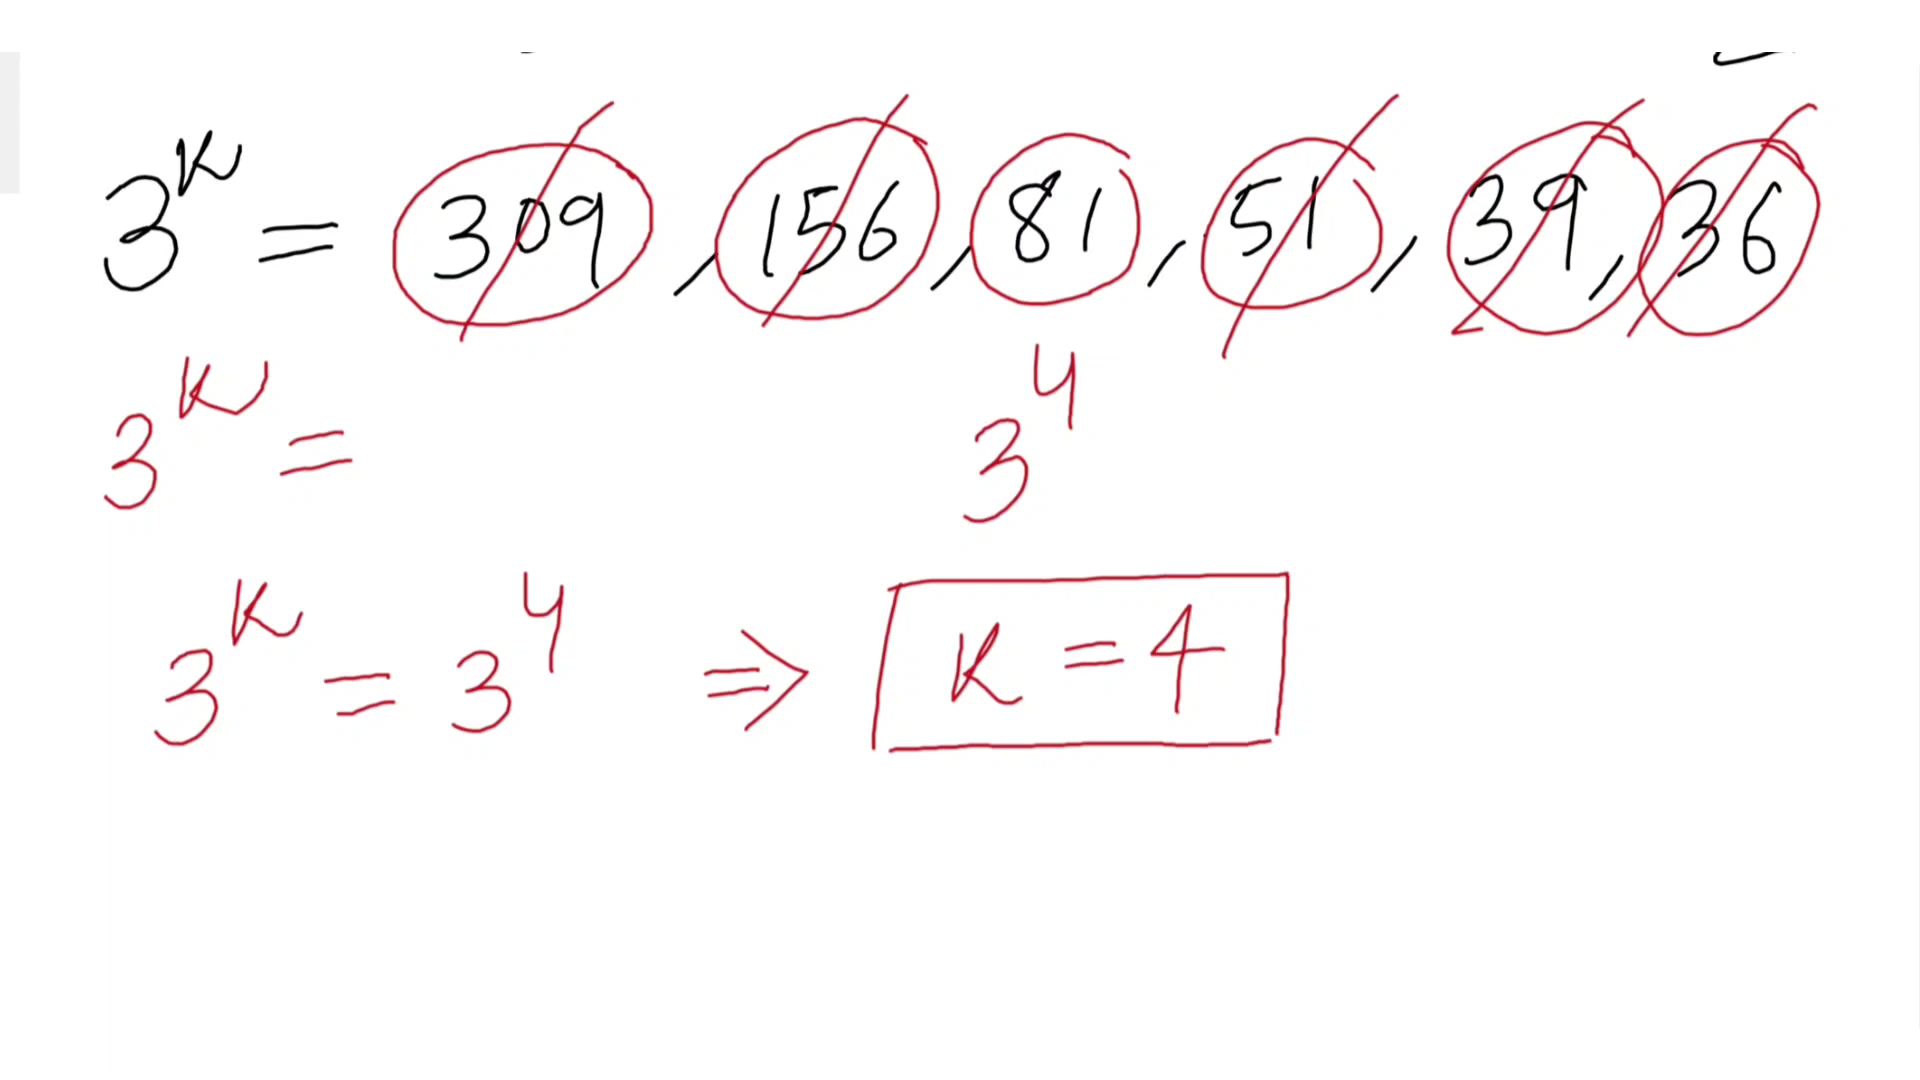 3^k = 309, 156, 81, 51, 39, 36
3^k = 3^4
3^k = 3^4 ⇒ k = 4